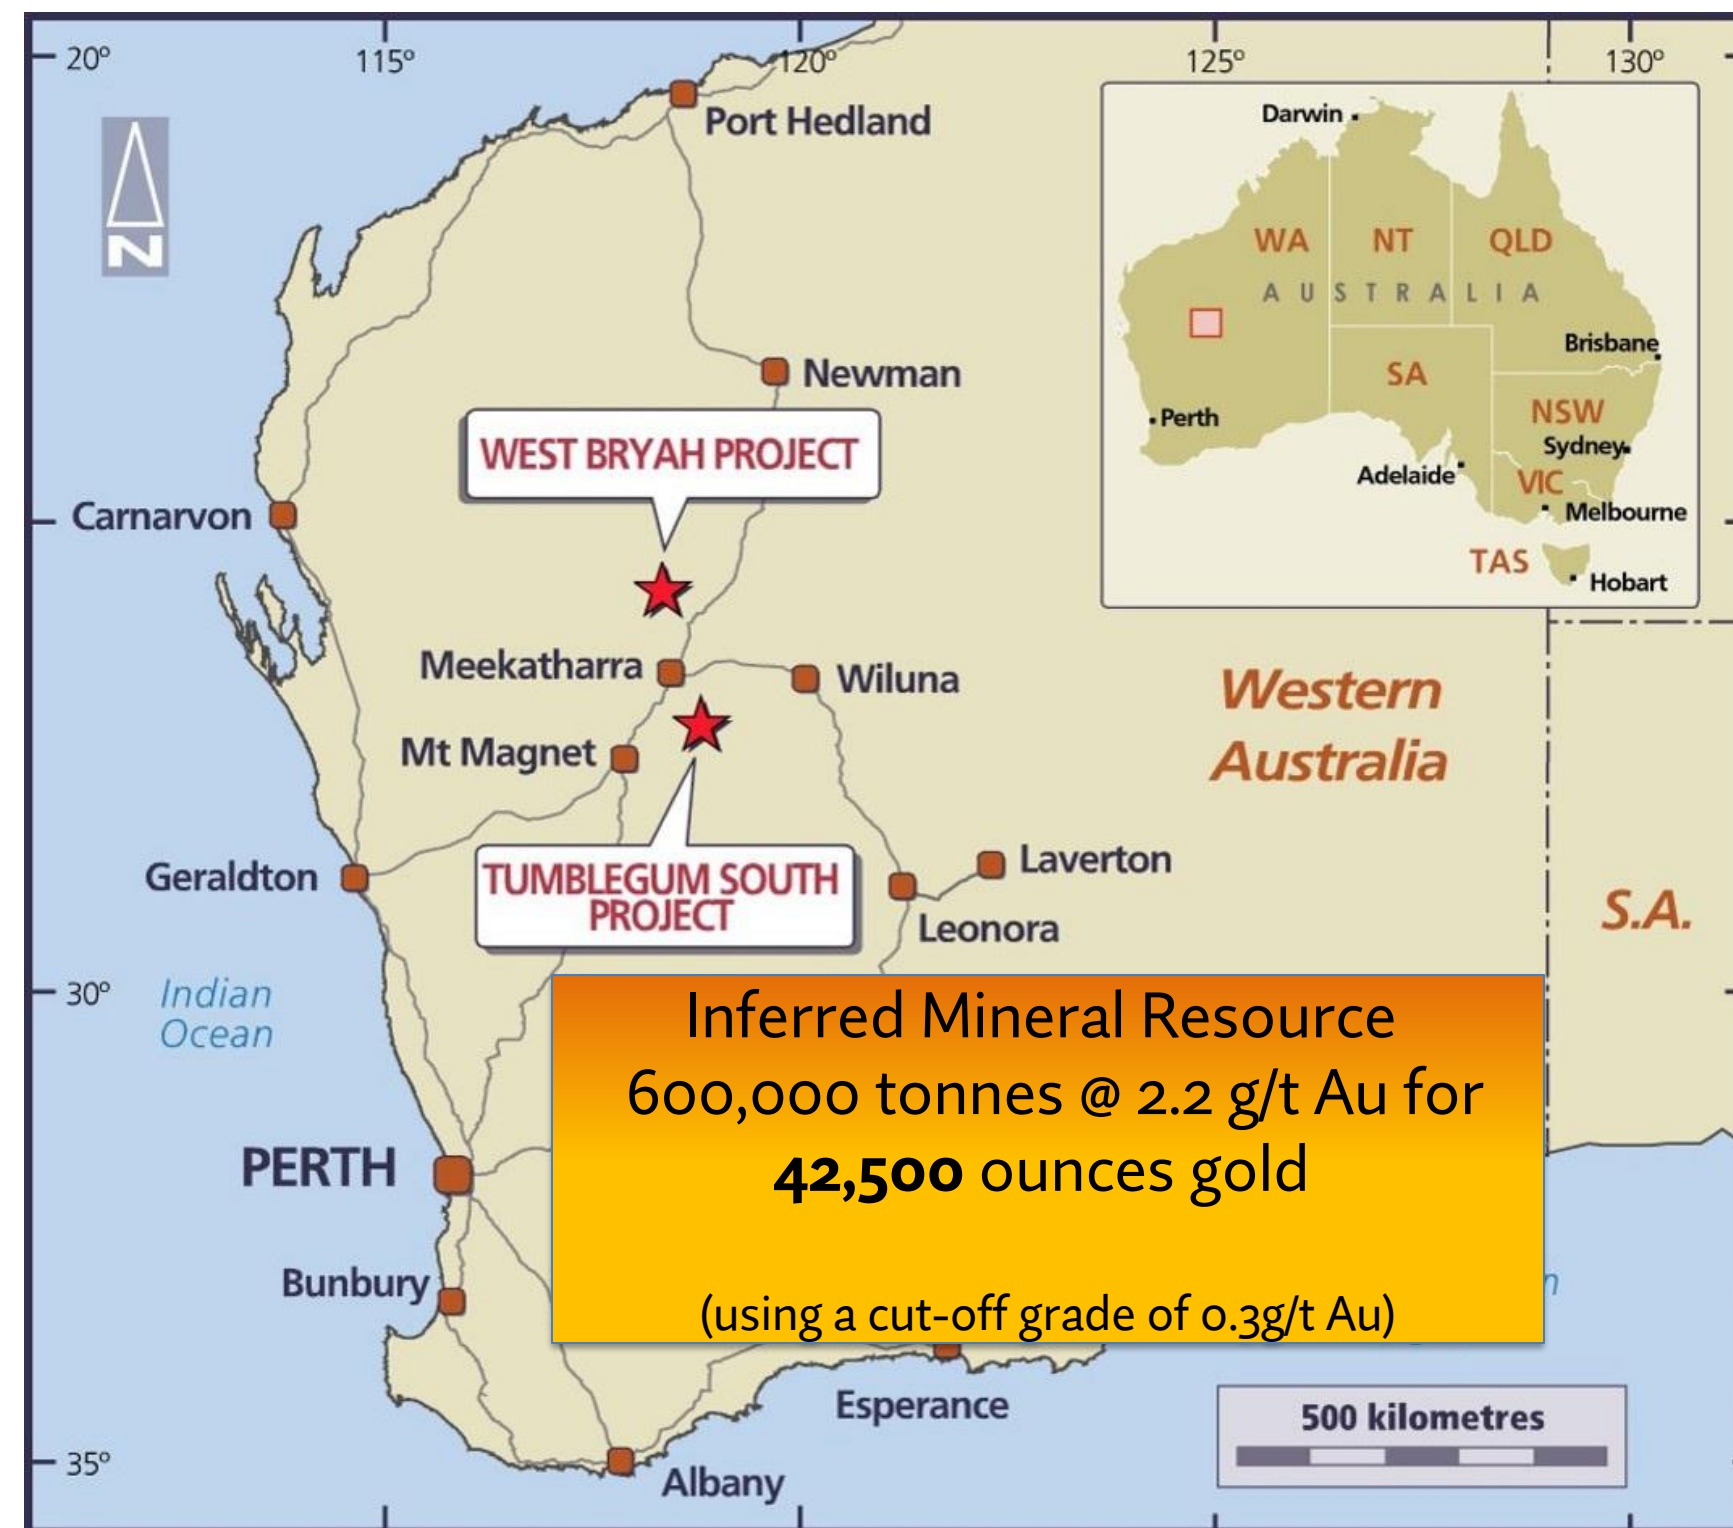 20°
115°
120°
125°
130°
Port Hedland
N
Darwin
WA
NT
QLD
AUSTRALIA
Brisbane
SA
NSW
Perth
Sydney
Adelaide
VIC
Melbourne
TAS
Hobart
Newman
WEST BRYAH PROJECT
Carnarvon
Meekatharra
Wiluna
Western
Australia
Mt Magnet
TUMBLEGUM SOUTH
PROJECT
Geraldton
Laverton
Leonora
S.A.
30°
Indian
Ocean
Inferred Mineral Resource
600,000 tonnes @ 2.2 g/t Au for
42,500 ounces gold
(using a cut-off grade of 0.3g/t Au)
PERTH
Bunbury
Esperance
500 kilometres
35°
Albany